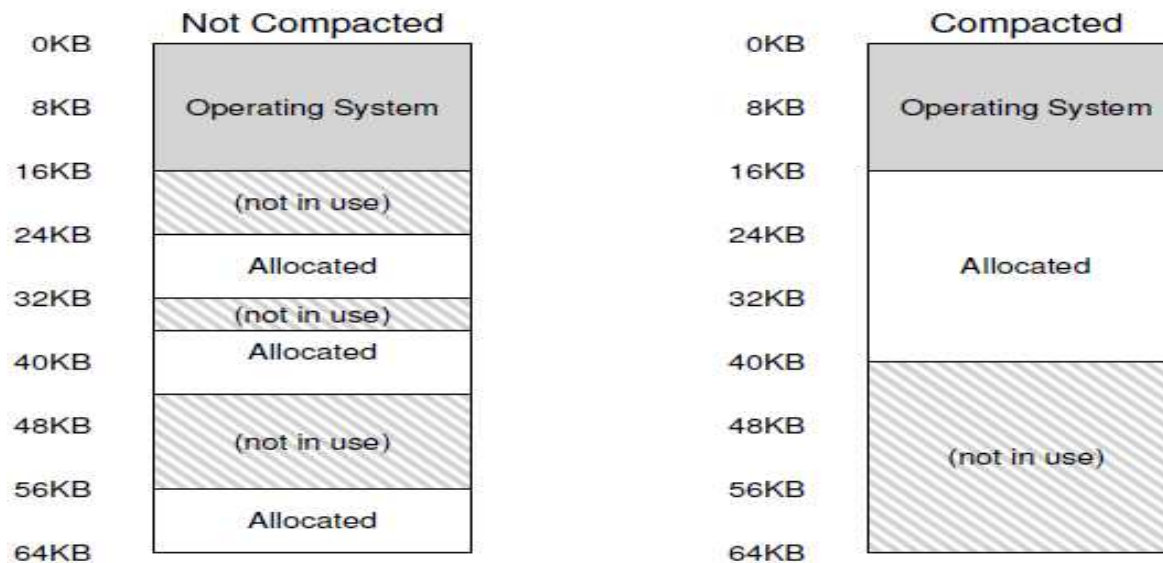 Not Compacted
0KB
8KB
Operating System
16KB
(not in use)
24KB
Allocated
32KB
(not in use)
Allocated
40KB
48KB
(not in use)
56KB
Allocated
64KB
Compacted
0KB
8KB
Operating System
16KB
24KB
Allocated
32KB
40KB
48KB
(not in use)
56KB
64KB